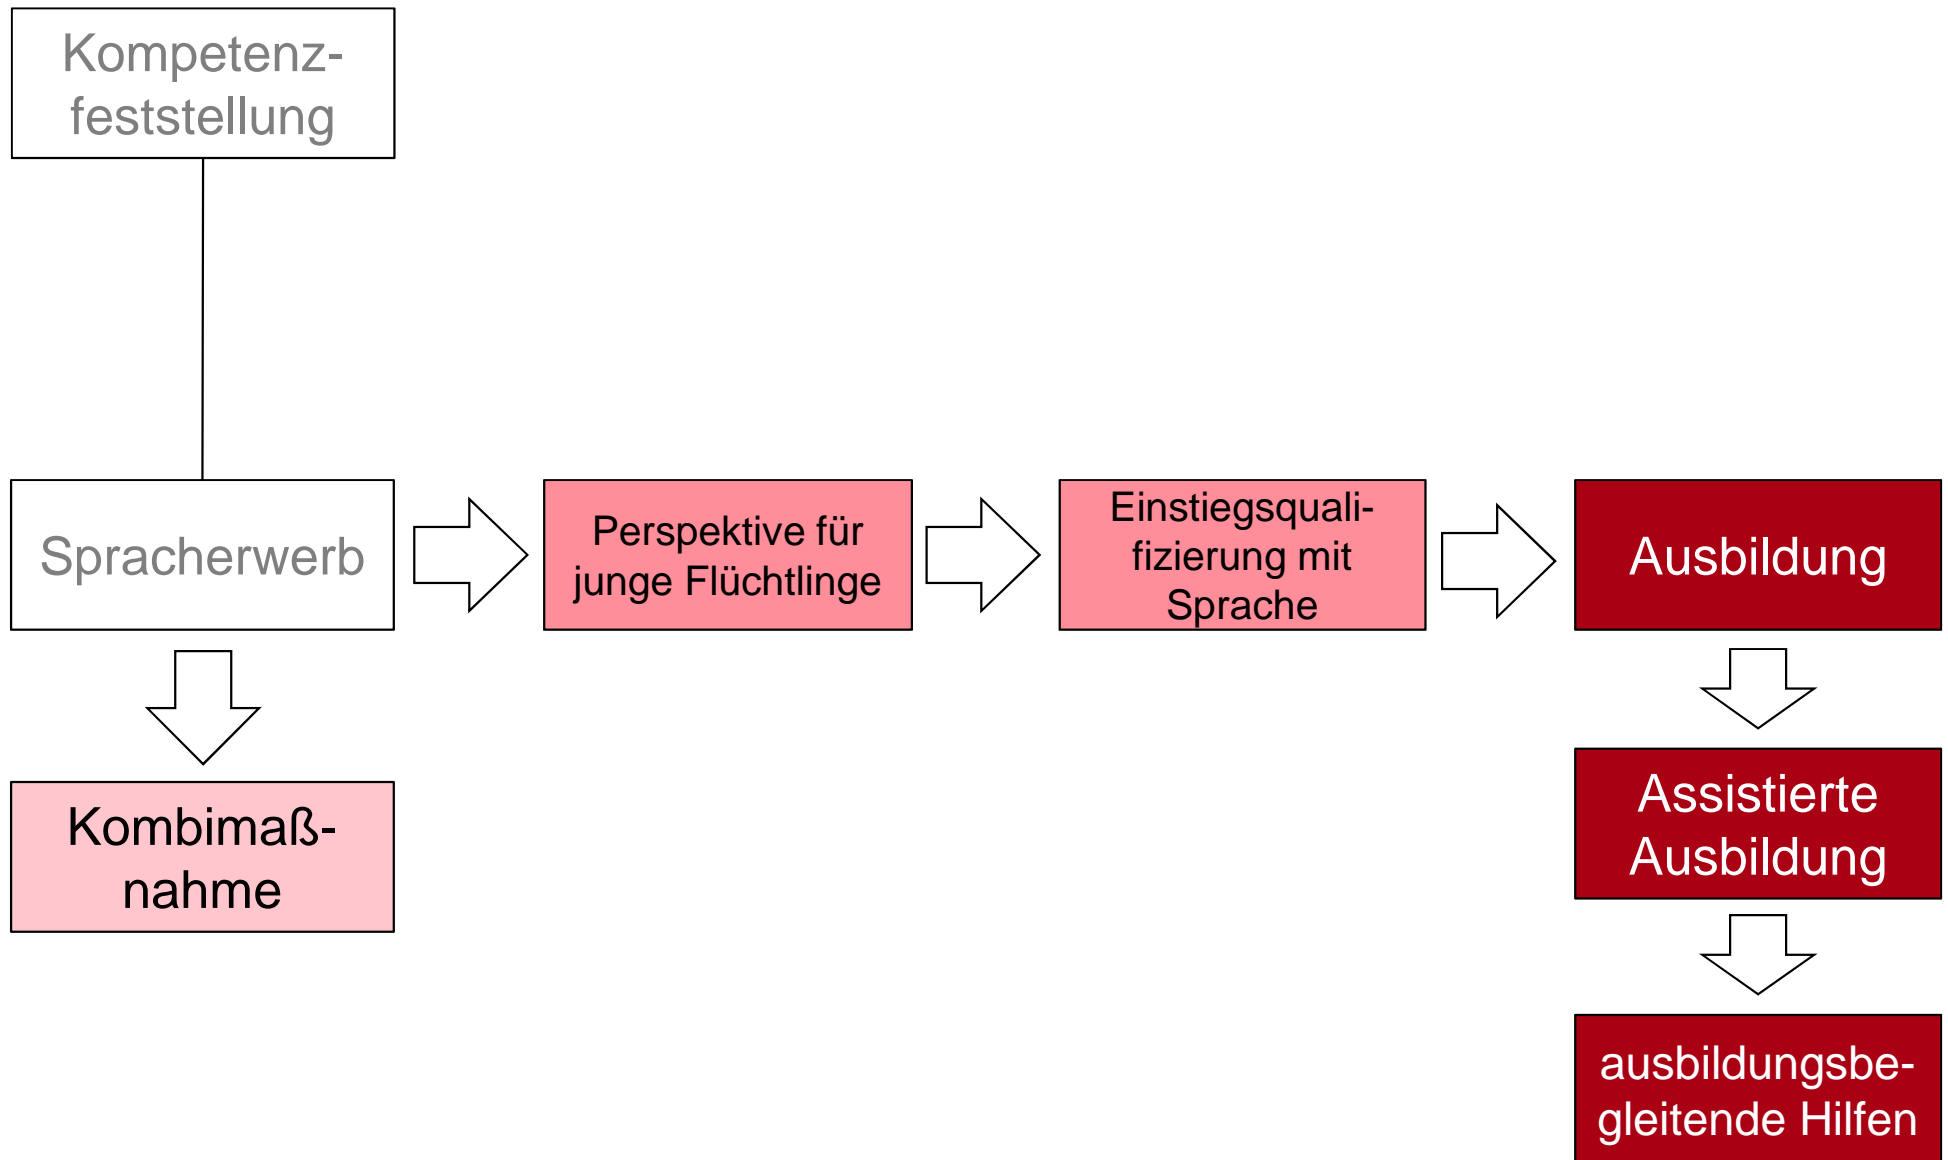 Kompetenz-
feststellung
Spracherwerb
Perspektive für
junge Flüchtlinge
Einstiegsquali-
fizierung mit
Sprache
Ausbildung
Kombimaß-
nahme
Assistierte
Ausbildung
ausbildungsbe-
gleitende Hilfen